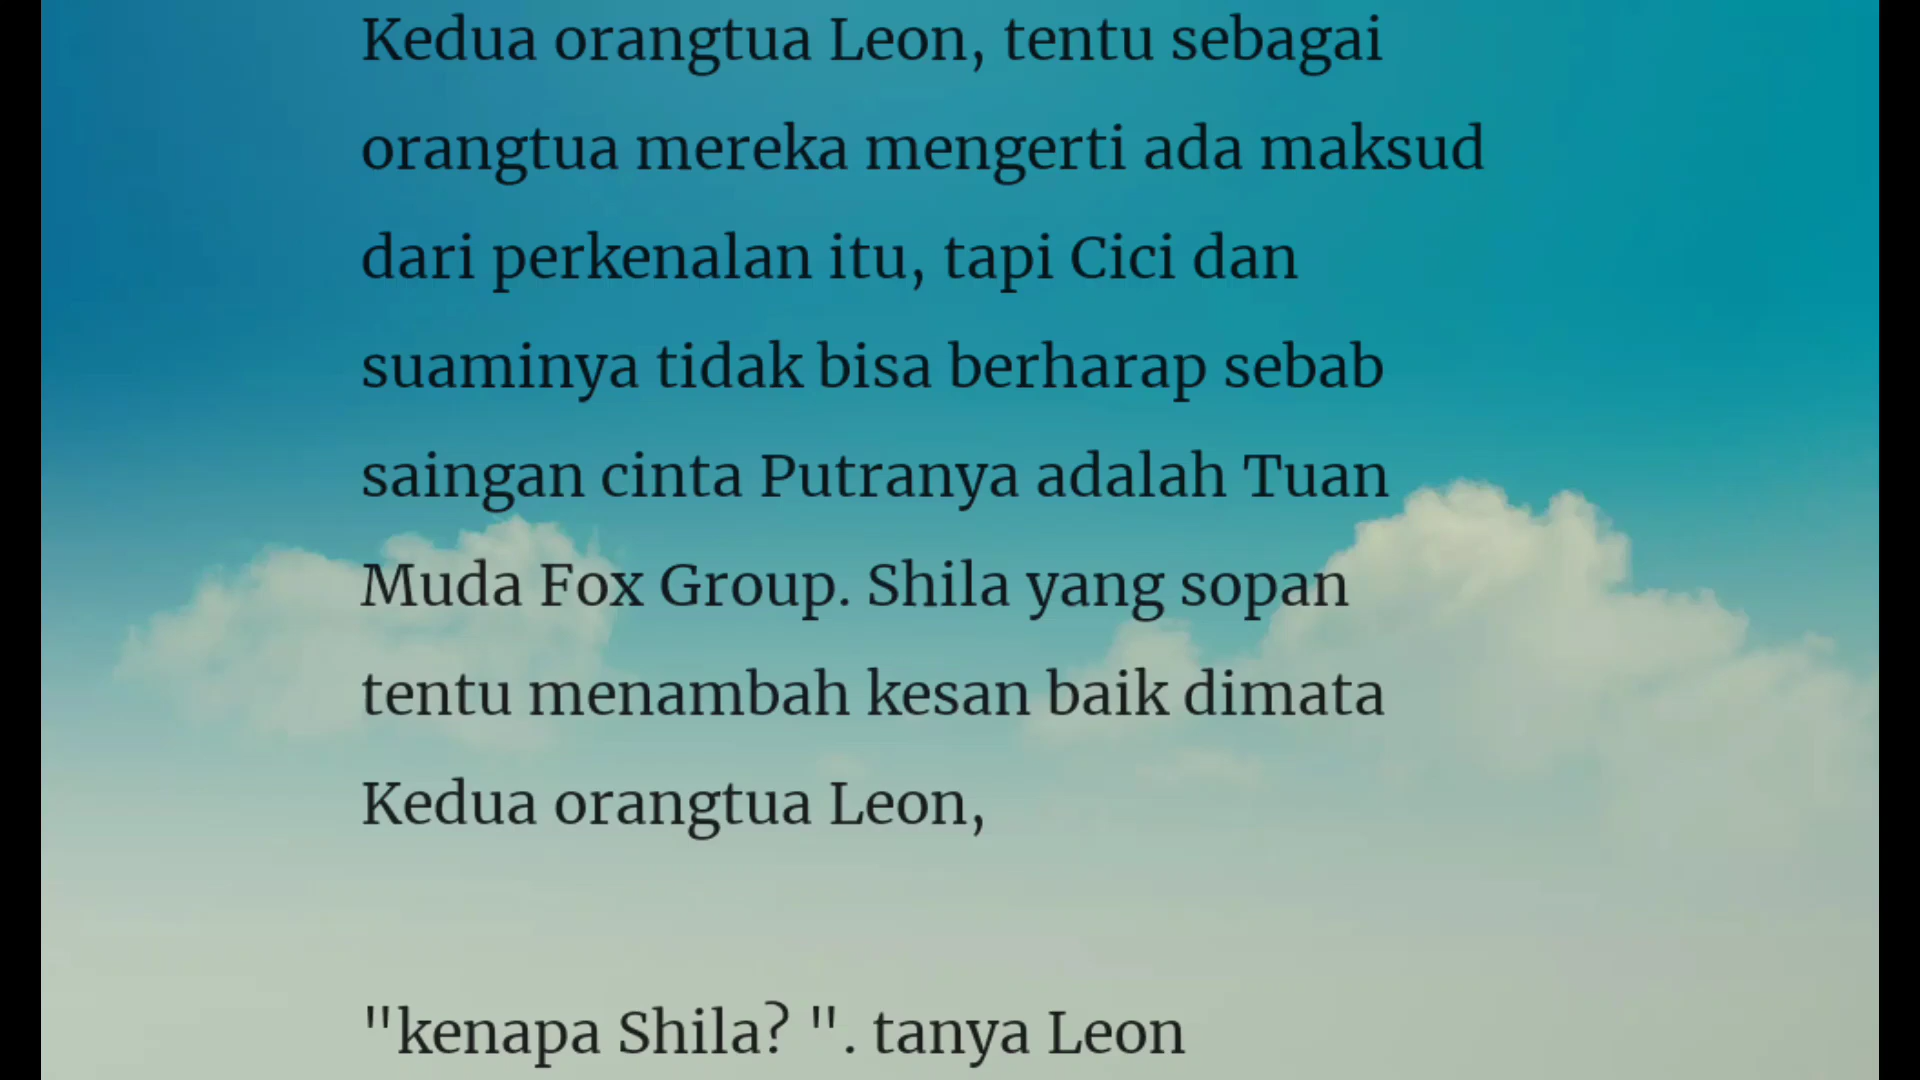 Kedua orangtua Leon, tentu sebagai
orangtua mereka mengerti ada maksud
dari perkenalan itu, tapi Cici dan
suaminya tidak bisa berharap sebab
saingan cinta Putranya adalah Tuan
Muda Fox Group. Shila yang sopan
tentu menambah kesan baik dimata
Kedua orangtua Leon,
"kenapa Shila? ". tanya Leon